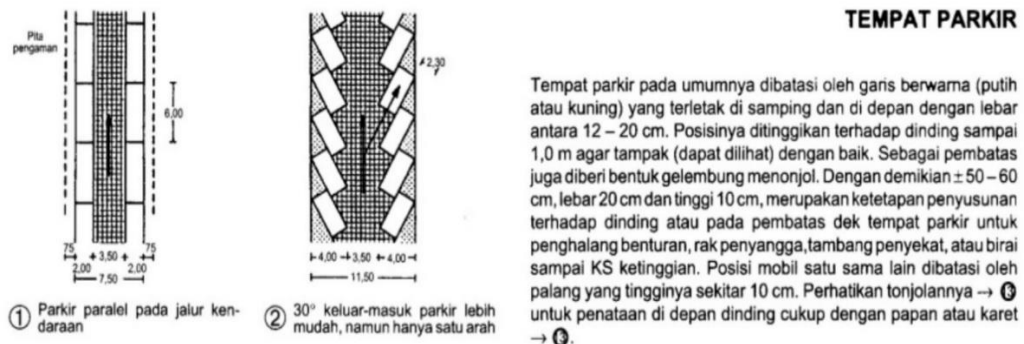 TEMPAT PARKIR
Pita
pengaman
6,00
75
3,50
75
2,00
2,00
7,50
① Parkir paralel pada jalur ken-
daraan
2,30
4,00
3,50
4,00
11,50
② 30° keluar-masuk parkir lebih
mudah, namun hanya satu arah
Tempat parkir pada umumnya dibatasi oleh garis berwarna (putih
atau kuning) yang terletak di samping dan di depan dengan lebar
antara 12 – 20 cm. Posisinya ditinggikan terhadap dinding sampai
1,0 m agar tampak (dapat dilihat) dengan baik. Sebagai pembatas
juga diberi bentuk gelembung menonjol. Dengan demikian ± 50 – 60
cm, lebar 20 cm dan tinggi 10 cm, merupakan ketetapan penyusunan
terhadap dinding atau pada pembatas dek tempat parkir untuk
penghalang benturan, rak penyangga,tambang penyekat, atau birai
sampai KS ketinggian. Posisi mobil satu sama lain dibatasi oleh
palang yang tingginya sekitar 10 cm. Perhatikan tonjolannya →
untuk penataan di depan dinding cukup dengan papan atau karet
→